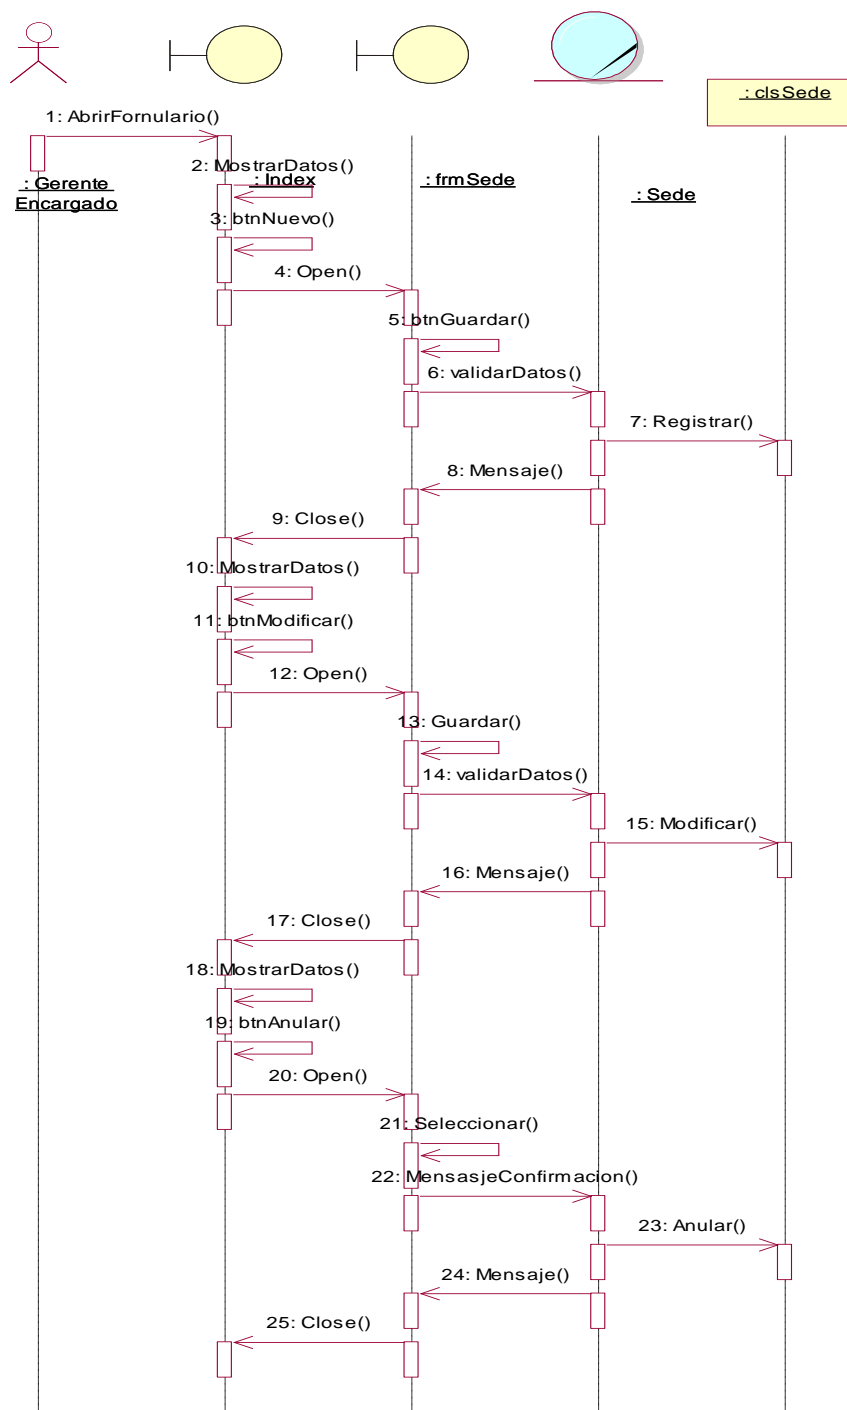 : clsSede
1: AbrirFornulario()
2: MostrarDatos()
: Gerente
Encargado
: Index
: frmSede
: Sede
3: btnNuevo()
4: Open()
5: btnGuardar()
6: validarDatos()
7: Registrar()
8: Mensaje()
9: Close()
10: MostrarDatos()
11: btnModificar()
12: Open()
13: Guardar()
14: validarDatos()
15: Modificar()
16: Mensaje()
17: Close()
18: MostrarDatos()
19: btnAnular()
20: Open()
21: Seleccionar()
22: MensasjeConfirmacion()
23: Anular()
24: Mensaje()
25: Close()